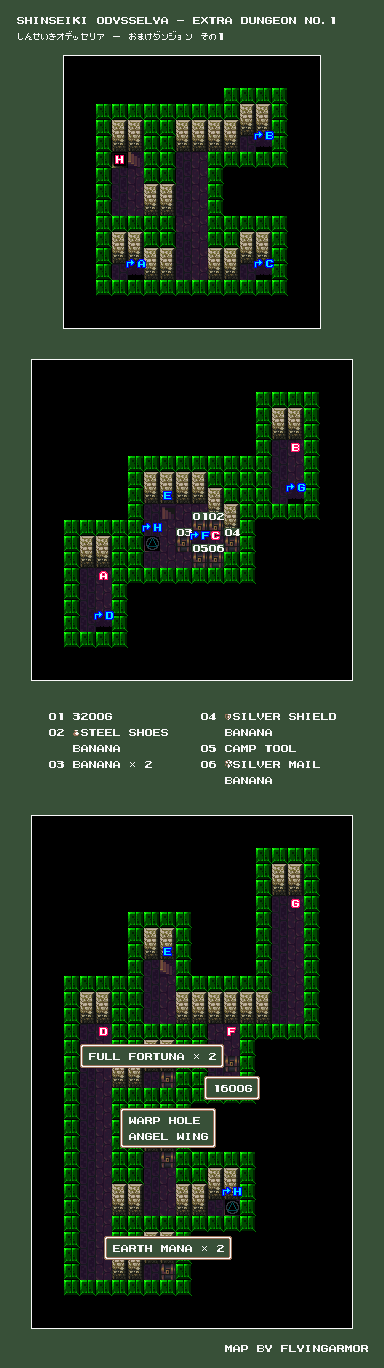 SHINSEIKI ODYSSELYA – EXTRA DUNGEON NO.1
しんせいきオデッセリア — おまけダンジョン その1
B
H
A
C
B
G
E
H
0102
03
F
C
04
0506
A
D
01 3200G
02 STEEL SHOES
BANANA
03 BANANA × 2
04 SILVER SHIELD
BANANA
05 CAMP TOOL
06 SILVER MAIL
BANANA
G
E
D
F
FULL FORTUNA × 2
1600G
WARP HOLE
ANGEL WING
H
EARTH MANA × 2
MAP BY FLYINGARMOR